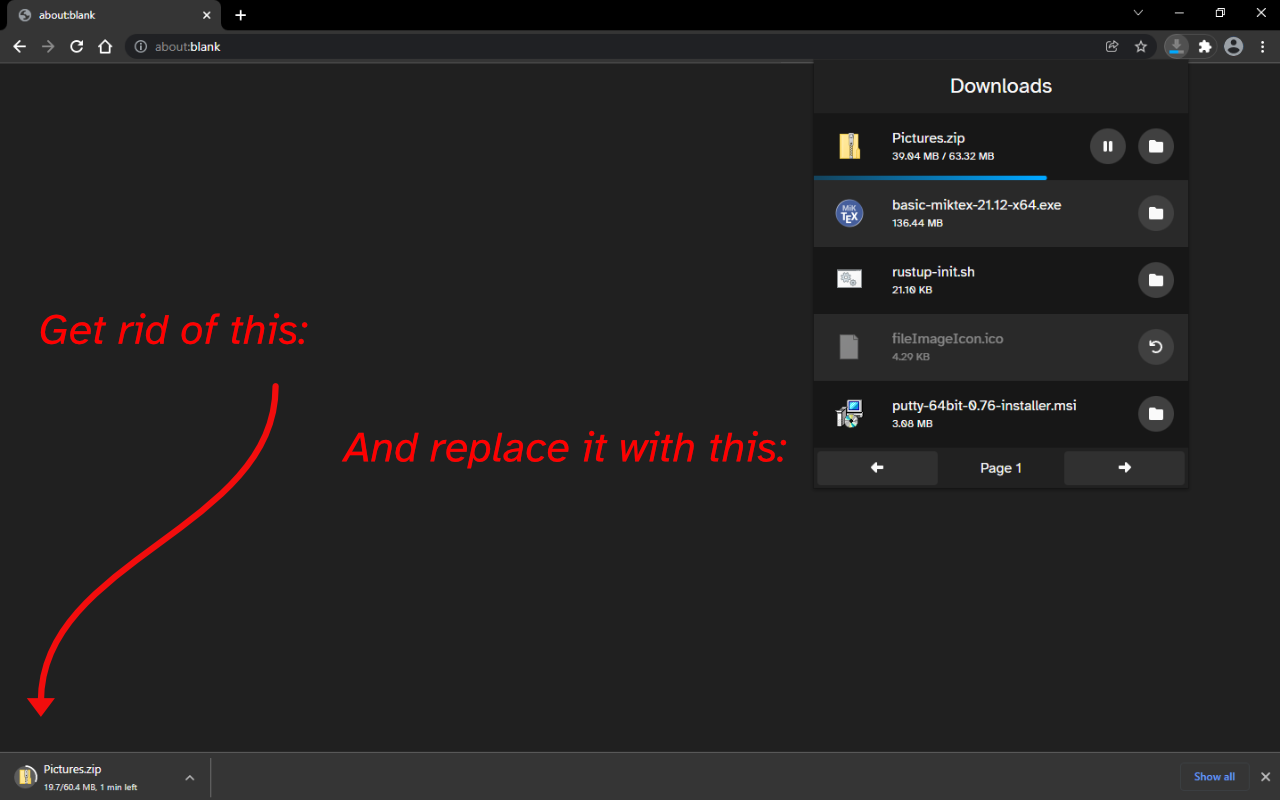 about:blank
about:blank
Downloads
Pictures.zip
39.04 MB / 63.32 MB
basic-miktex-21.12-x64.exe
136.44 MB
MiK
TEX
rustup-init.sh
21.10 KB
Get rid of this:
fileImageIcon.ico
4.29 KB
putty-64bit-0.76-installer.msi
3.08 MB
And replace it with this:
Page 1
Pictures.zip
19.7/60.4 MB, 1 min left
Show all